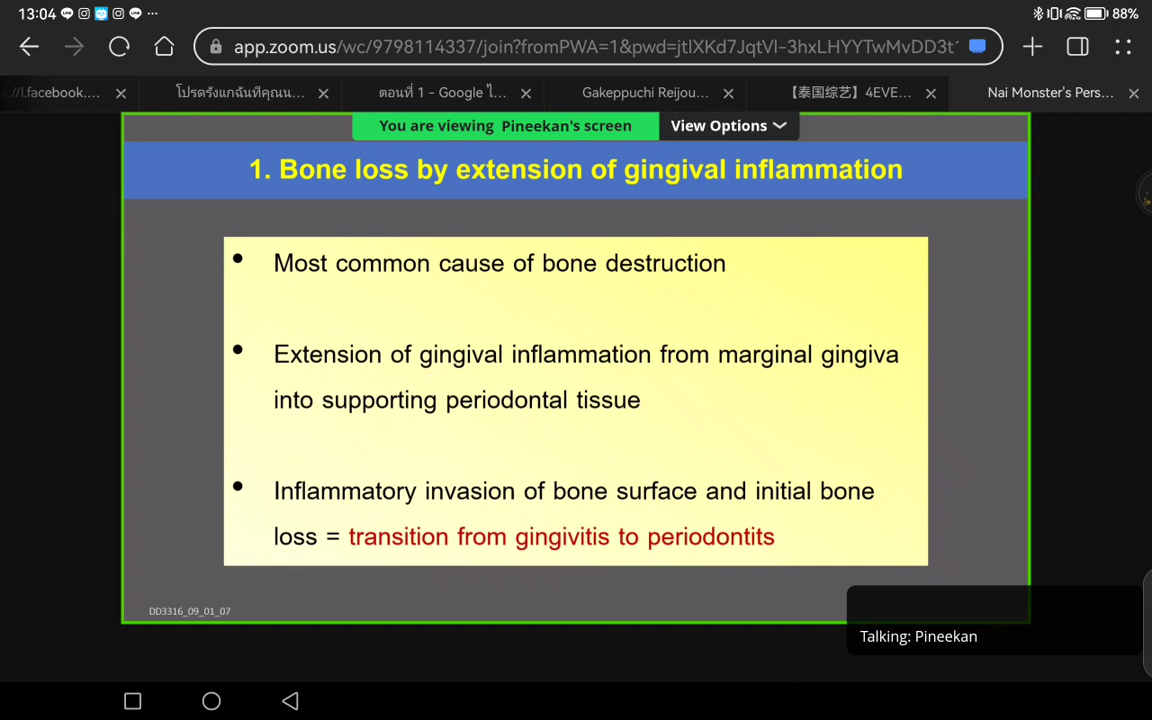 13:04 ... 88%
app.zoom.us/wc/9798114337/join?fromPWA=1&pwd=jtlXKd7JqtVl-3hxLHYYTwMvDD3t1
s://l.facebook.... โปรดรังแกฉันทีคุณน... ตอนที่ 1 - Google ไ... Gakeppuchi Reijou... 【泰国综艺】4EVE... Nai Monster's Pers...
You are viewing Pineekan's screen View Options
1. Bone loss by extension of gingival inflammation
• Most common cause of bone destruction
• Extension of gingival inflammation from marginal gingiva
into supporting periodontal tissue
• Inflammatory invasion of bone surface and initial bone
loss = transition from gingivitis to periodontits
DD3316_09_01_07
Talking: Pineekan